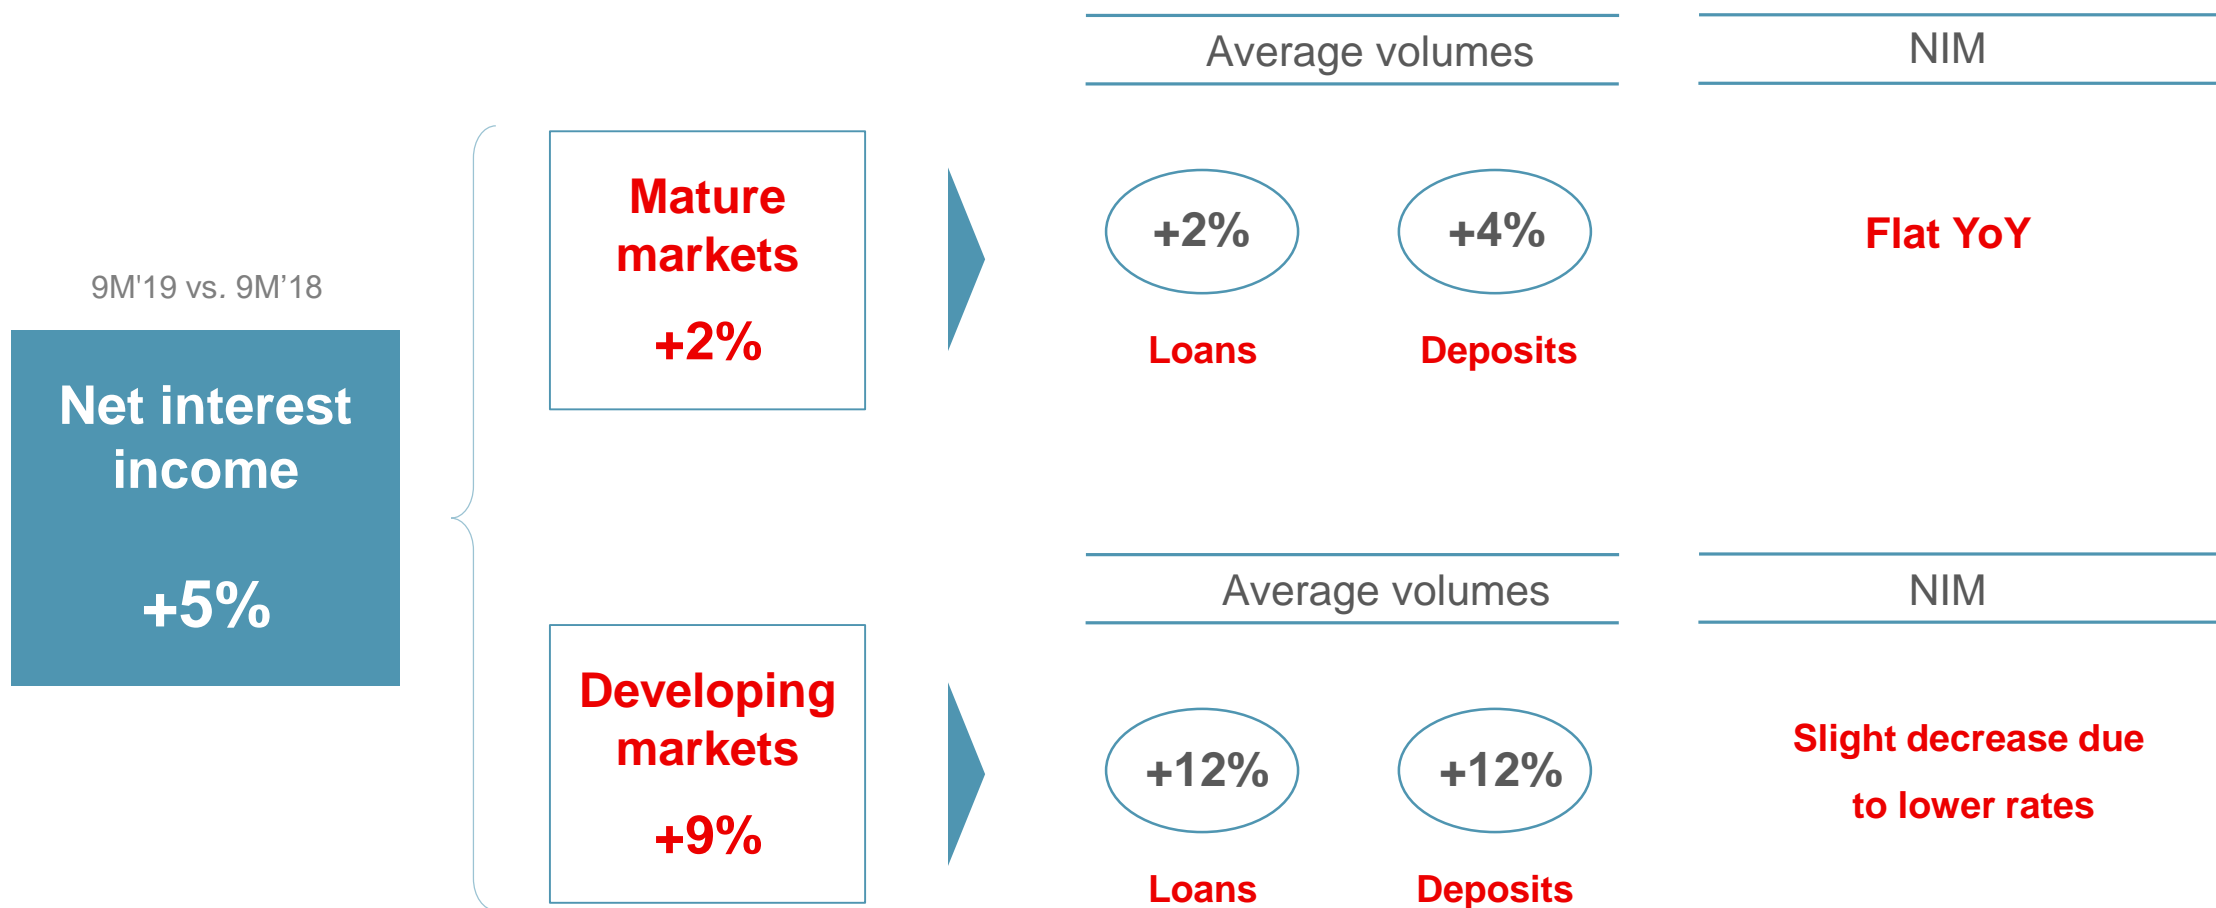 9M'19 vs. 9M’18
Net interest
income
+5%
Mature
markets
+2%
Average volumes
NIM
+2%
+4%
Flat YoY
Loans
Deposits
Developing
markets
+9%
Average volumes
NIM
+12%
+12%
Slight decrease due
to lower rates
Loans
Deposits